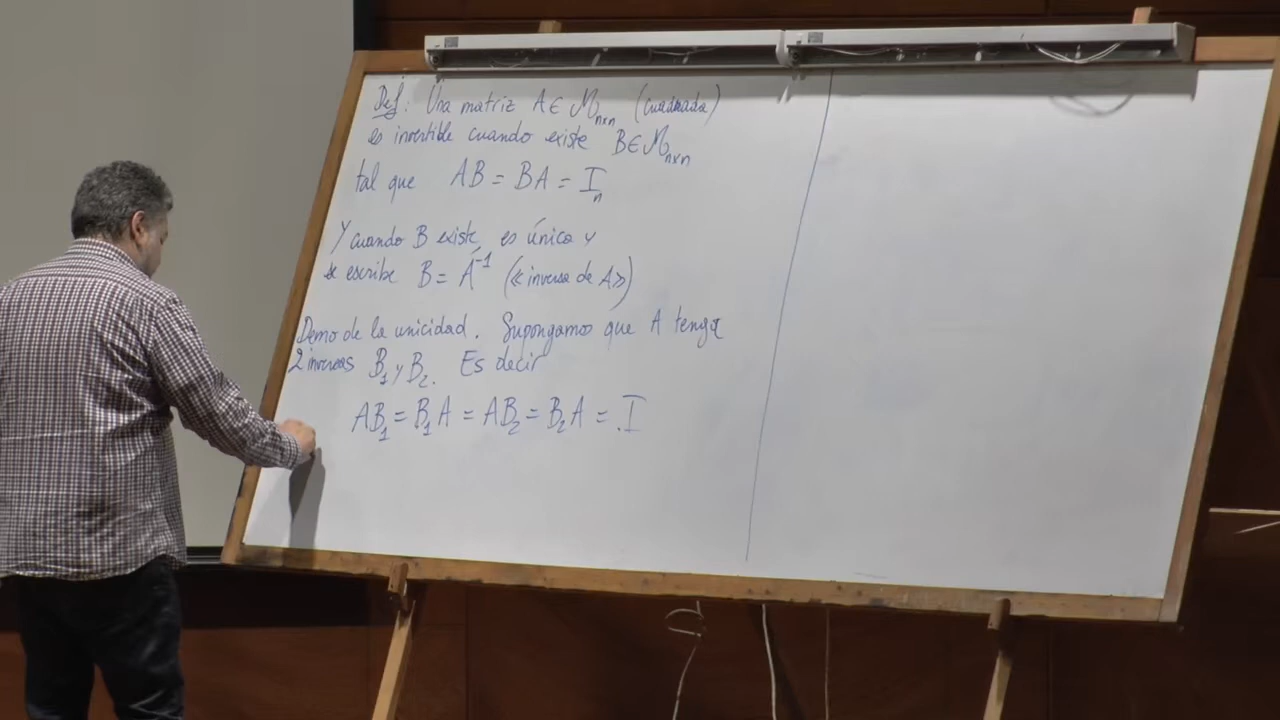 Def: Una matriz A ∈ M_{nxn} (cuadrada)
es invertible cuando existe B ∈ M_{nxn}
tal que AB = BA = I_n
Y cuando B existe, es único y
se escribe B = A^{-1} (« inversa de A »)
Demo de la unicidad. Supongamos que A tenga
2 inversas B_1 y B_2. Es decir
AB_1 = B_1A = AB_2 = B_2A = I